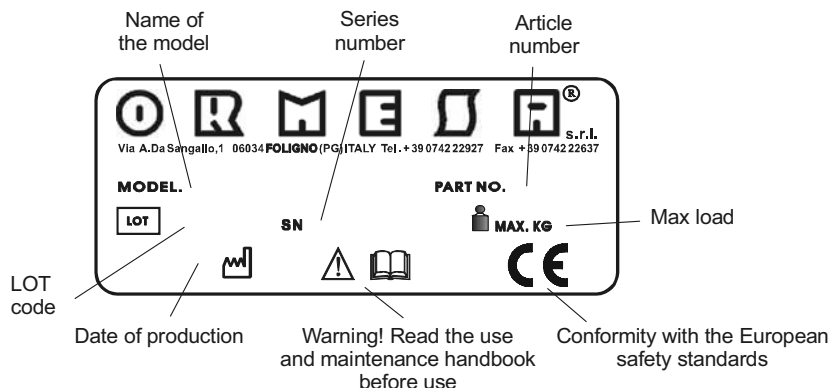 Name of
the model
Series
number
Article
number
ORMESA®
s.r.l.
Via A.Da Sangallo,1 06034 FOLIGNO (PG) ITALY Tel.+39 0742 22927 Fax +39 0742 22637
MODEL.
PART NO.
LOT
SN
MAX. KG
Max load
CE
LOT
code
Date of production
Warning! Read the use
and maintenance handbook
before use
Conformity with the European
safety standards